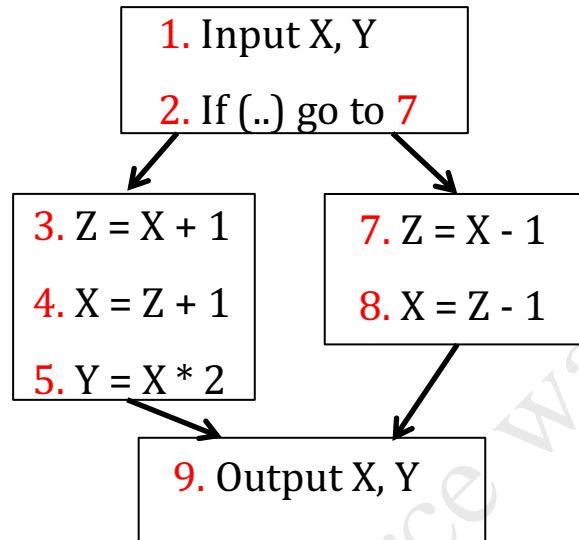 1. Input X, Y
2. If (..) go to 7
3. Z = X + 1
4. X = Z + 1
5. Y = X * 2
7. Z = X - 1
8. X = Z - 1
9. Output X, Y